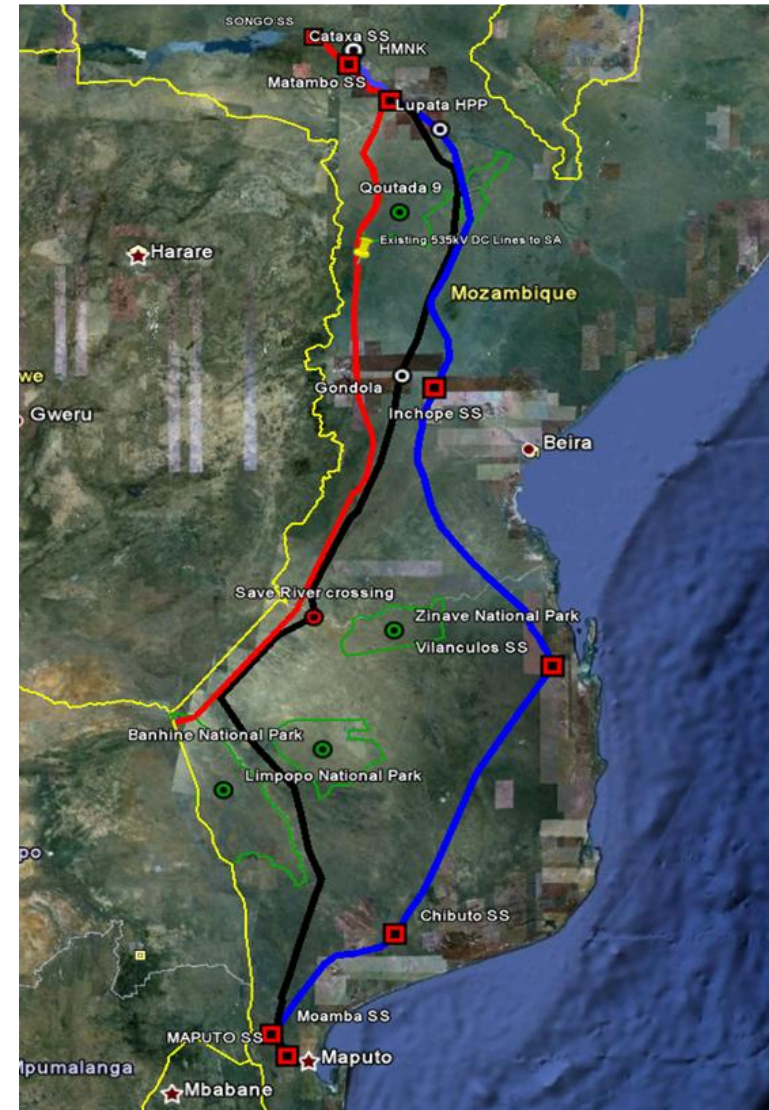 SONGO SS
Cataxa SS
HMNK
Matambo SS
Lupata HPP
Qoutada 9
Existing 535kV DC Lines to SA
Harare
Mozambique
we
Gondola
Gweru
Inchope SS
Beira
Save River crossing
Zinave National Park
Vilanculos SS
Banhine National Park
Limpopo National Park
po
Chibuto SS
Moamba SS
MAPUTO SS
Maputo
Mpumalanga
Mbabane